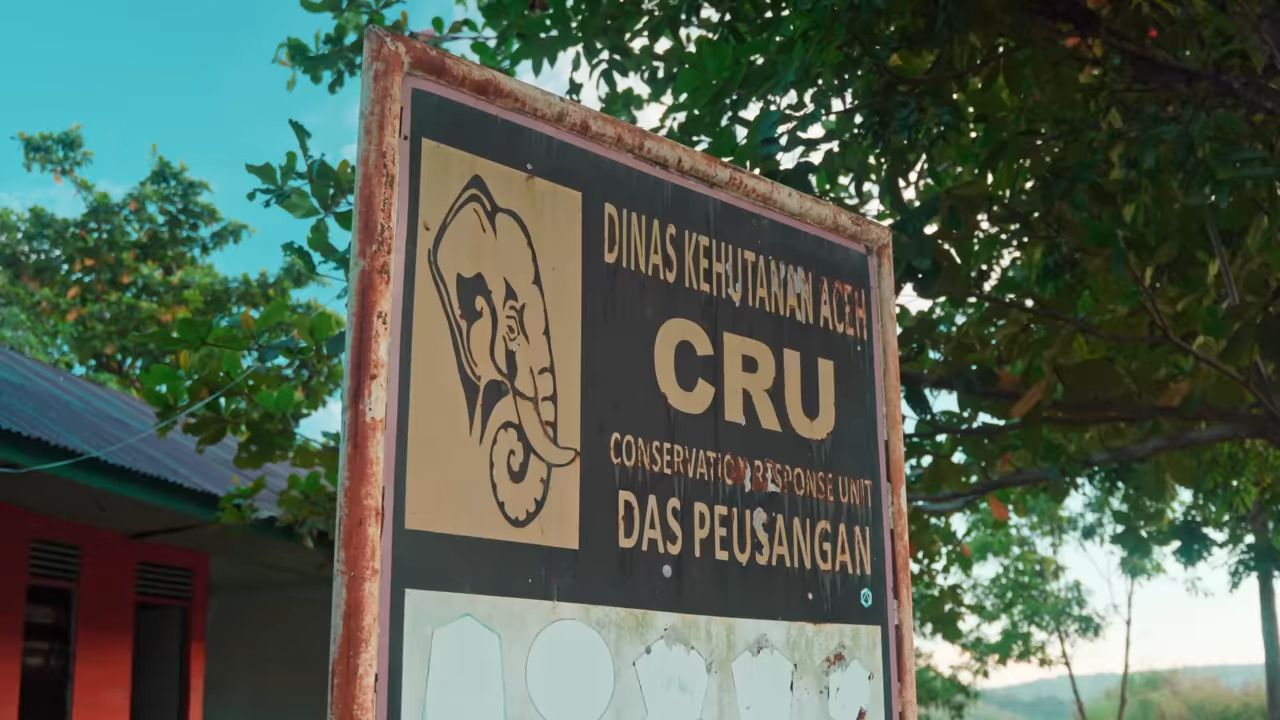 DINAS KEHUTANAN ACEH
CRU
CONSERVATION RESPONSE UNIT
DAS PEUSANGAN